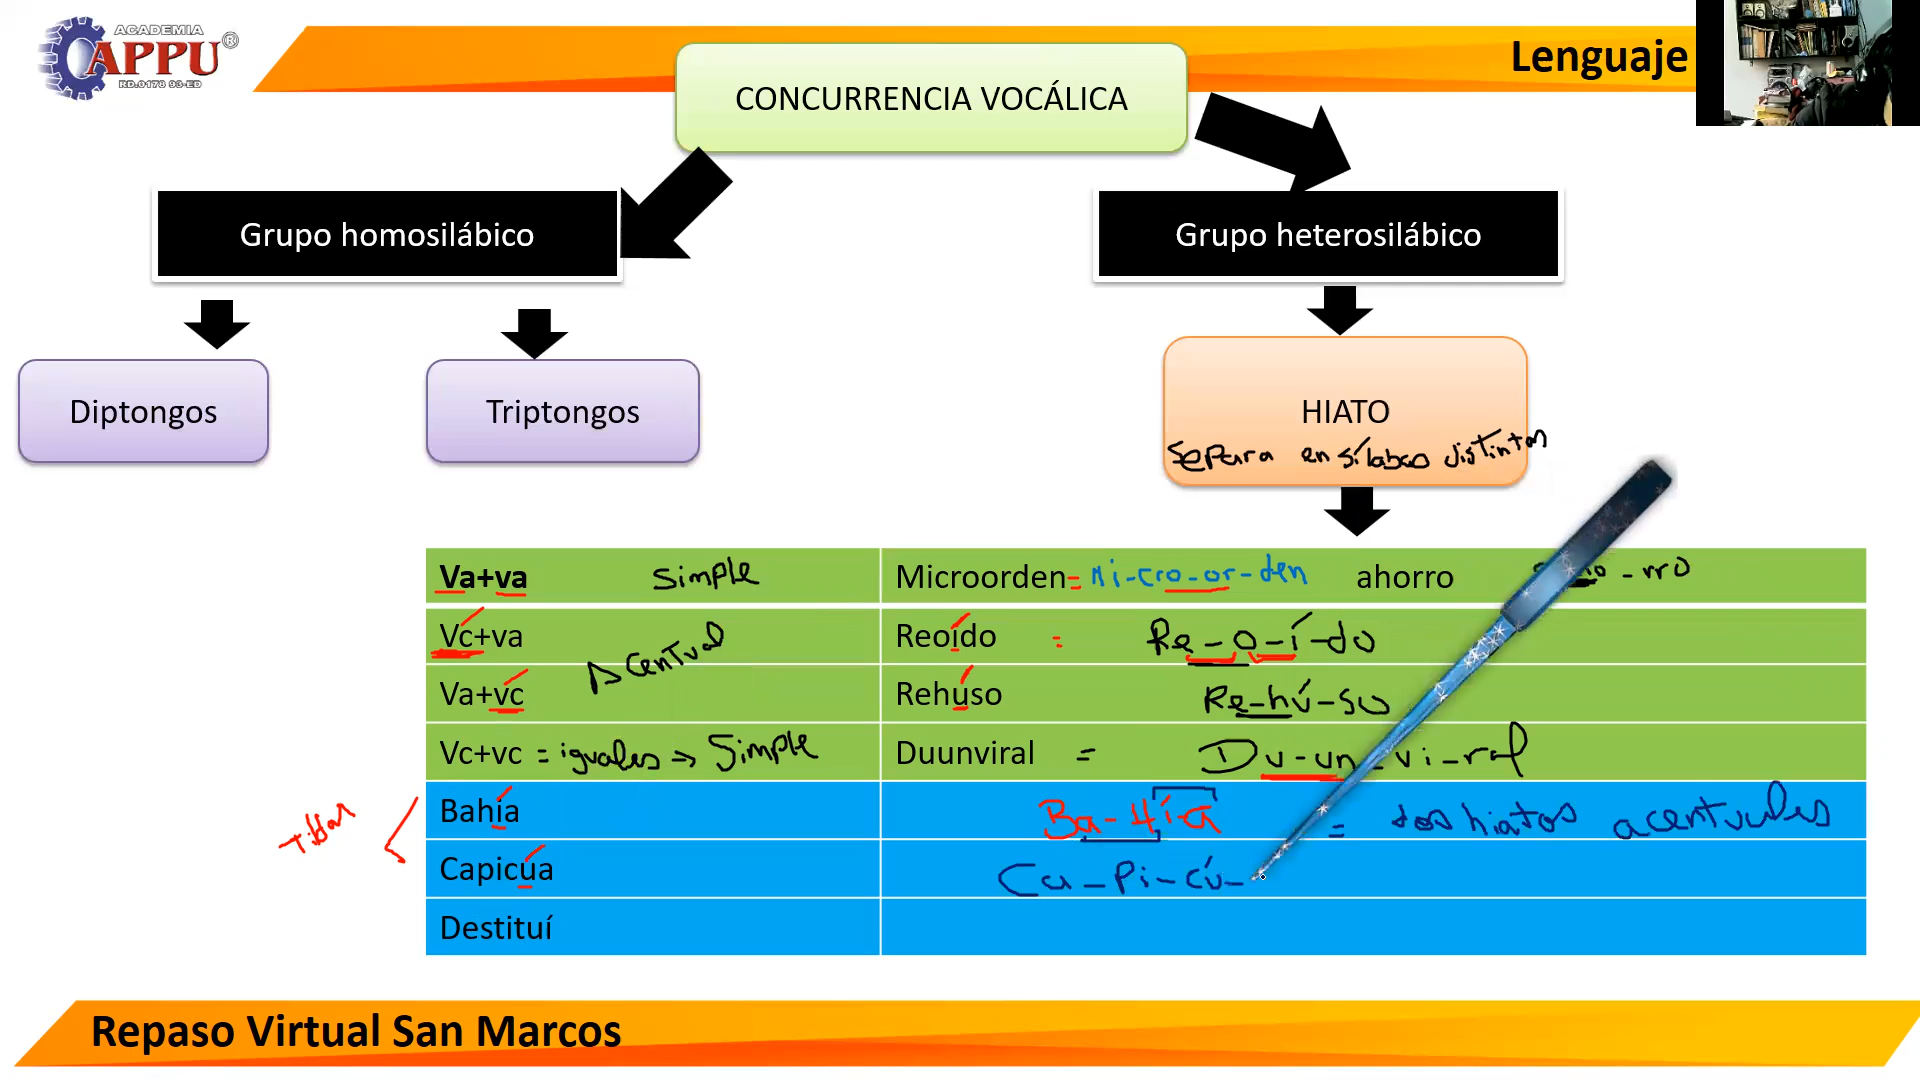 ACADEMIA
CAPPU®
RD.0178 93-ED
Lenguaje
CONCURRENCIA VOCÁLICA
Grupo homosilábico
Grupo heterosilábico
Diptongos
Triptongos
HIATO
Separa en sílabas distintas
Va+va simple Microorden = Mi-cro-or-den ahorro -rro
Vc+va Reoído = Re-o-í-do
Acentual
Va+vc Rehuso Re-hú-so
Vc+vc = iguales → Simple Duunviral = Du-un-vi-ral
Tildar
Bahía Ba-Hí-a = dos hiatos acentuales
Capicúa Ca-Pi-cú-
Destituí
Repaso Virtual San Marcos